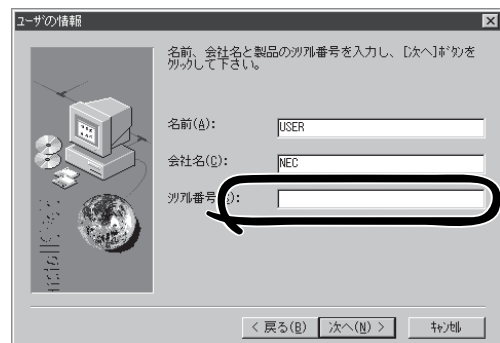 ユーザの情報
名前、会社名と製品のシリアル番号を入力し、[次へ]ボタンを
クリックして下さい。
名前(A):
USER
会社名(C):
NEC
シリアル番号
):
InstallShield
< 戻る(B)
次へ(N) >
キャンセル